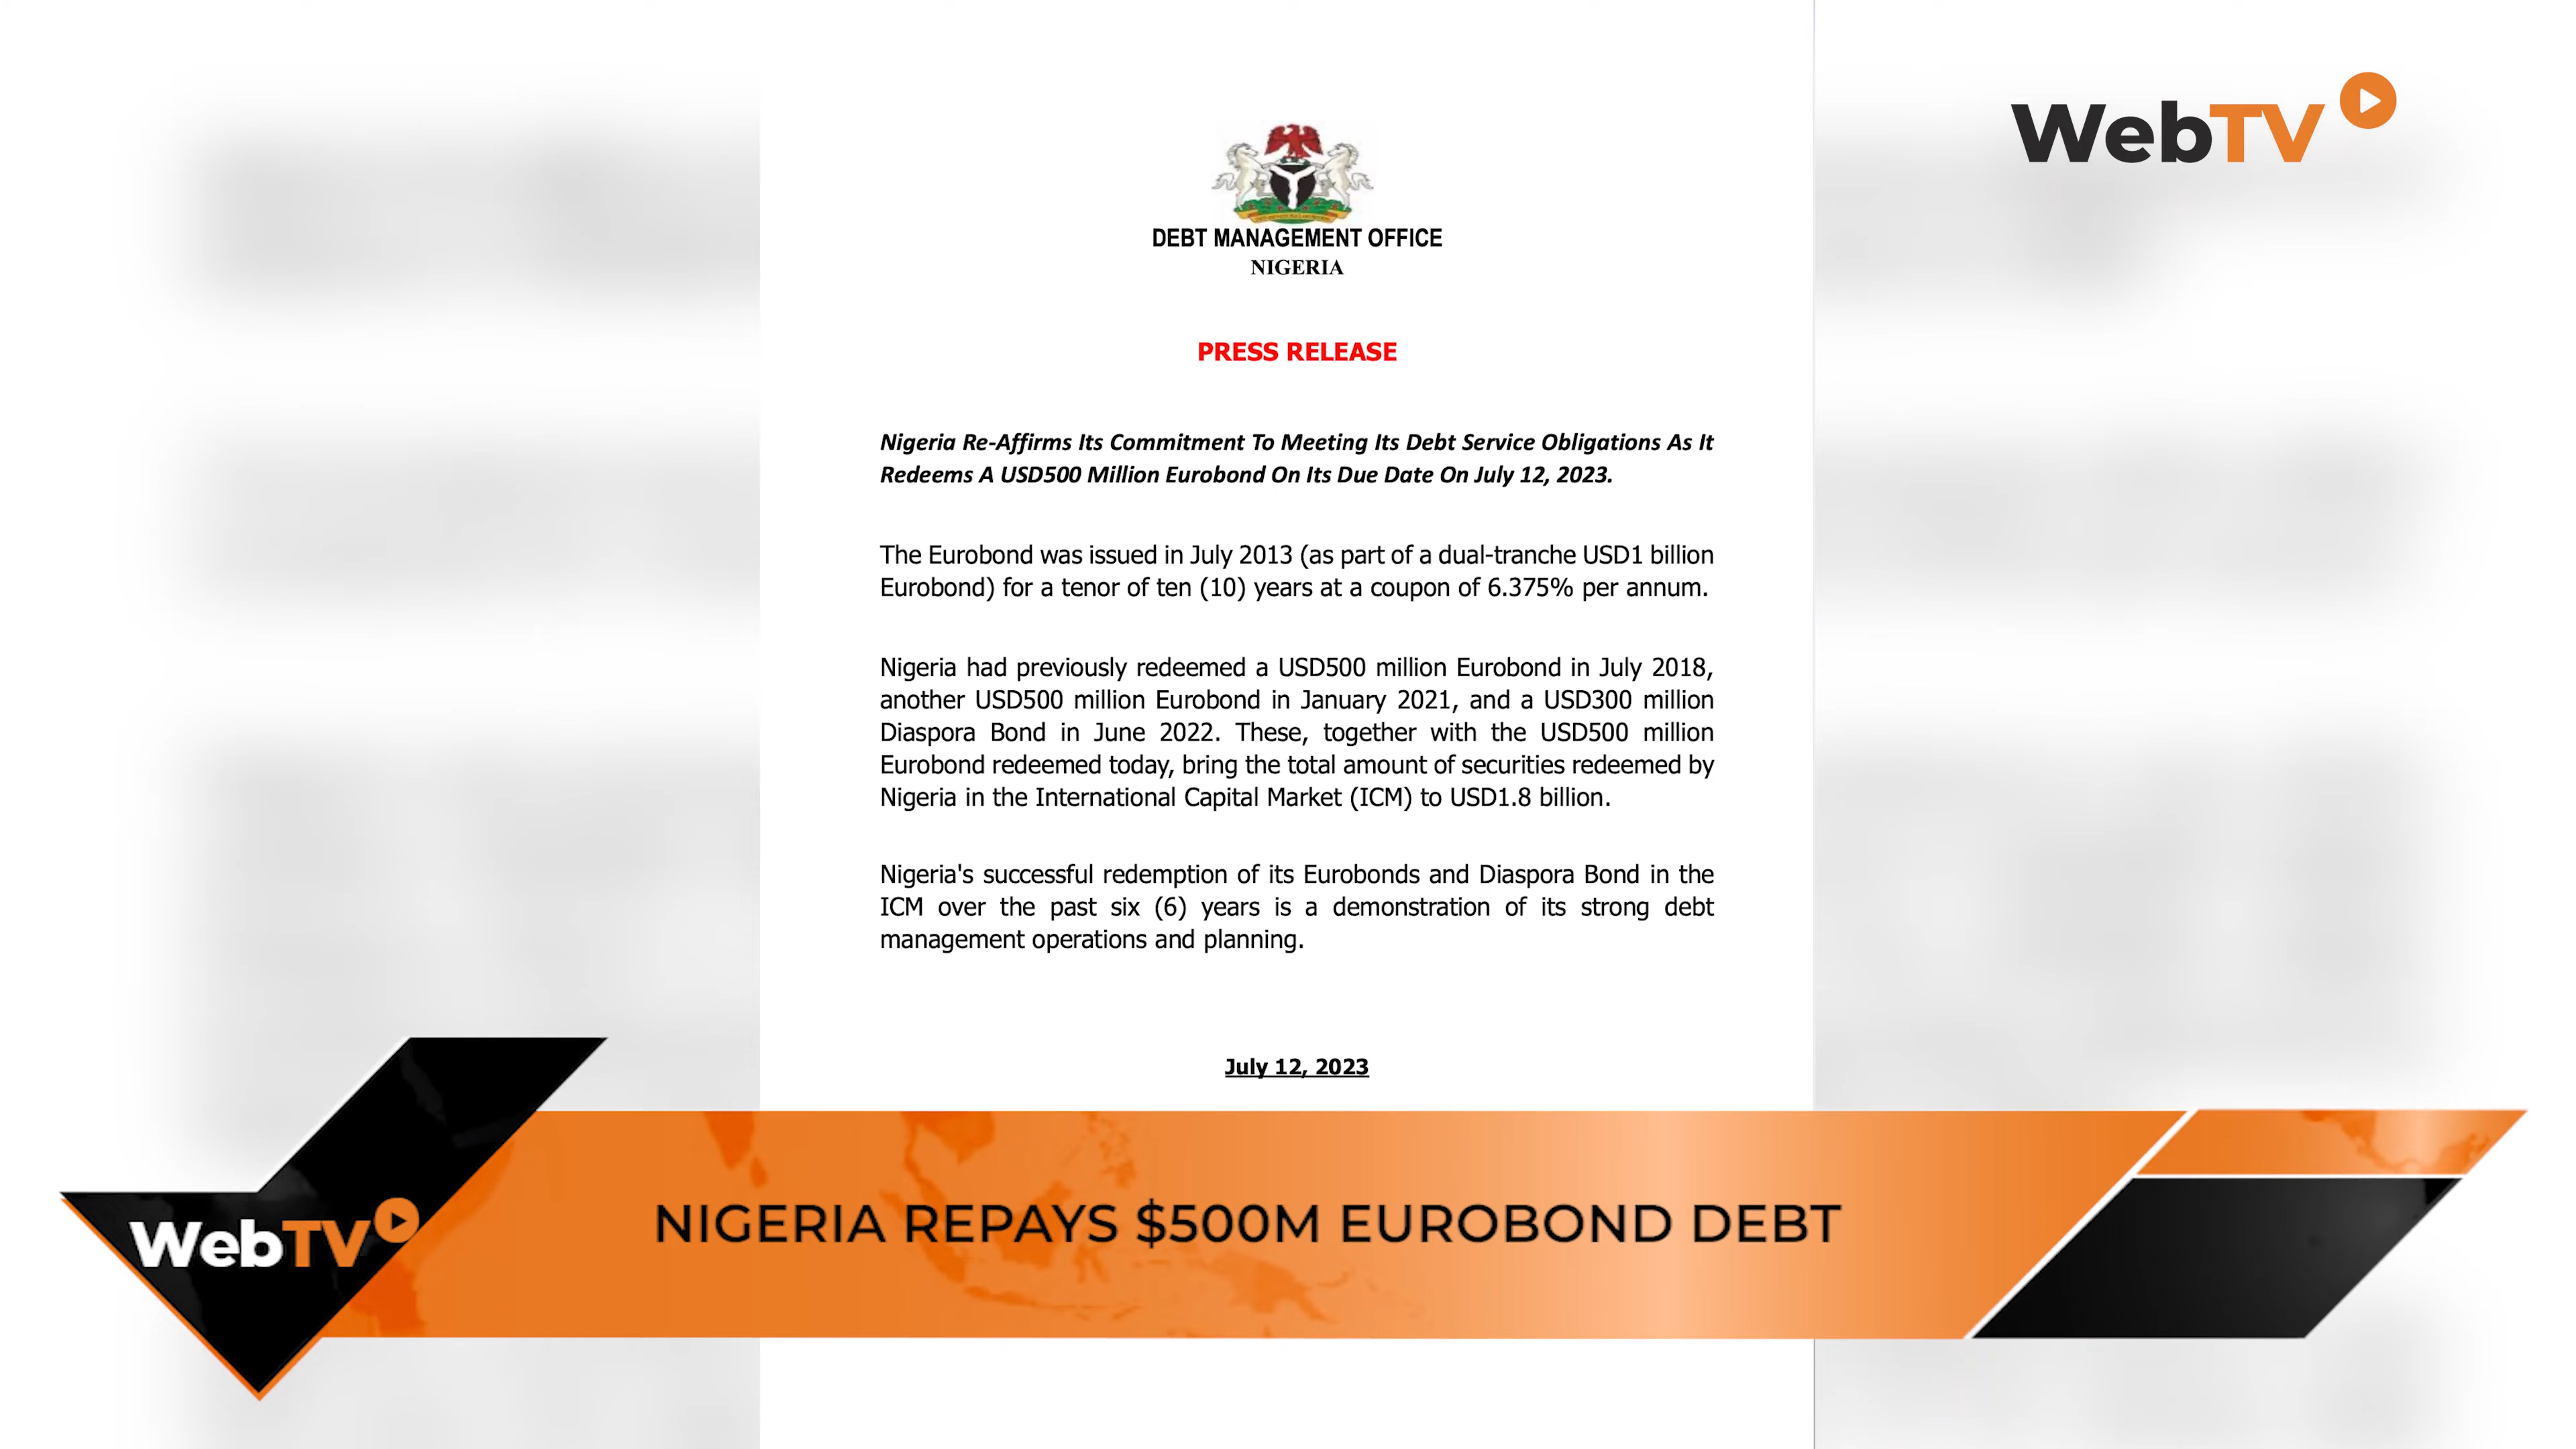 WebTV
DEBT MANAGEMENT OFFICE
NIGERIA
PRESS RELEASE
Nigeria Re-Affirms Its Commitment To Meeting Its Debt Service Obligations As It
Redeems A USD500 Million Eurobond On Its Due Date On July 12, 2023.
The Eurobond was issued in July 2013 (as part of a dual-tranche USD1 billion
Eurobond) for a tenor of ten (10) years at a coupon of 6.375% per annum.
Nigeria had previously redeemed a USD500 million Eurobond in July 2018,
another USD500 million Eurobond in January 2021, and a USD300 million
Diaspora Bond in June 2022. These, together with the USD500 million
Eurobond redeemed today, bring the total amount of securities redeemed by
Nigeria in the International Capital Market (ICM) to USD1.8 billion.
Nigeria's successful redemption of its Eurobonds and Diaspora Bond in the
ICM over the past six (6) years is a demonstration of its strong debt
management operations and planning.
July 12, 2023
WebTV
NIGERIA REPAYS $500M EUROBOND DEBT